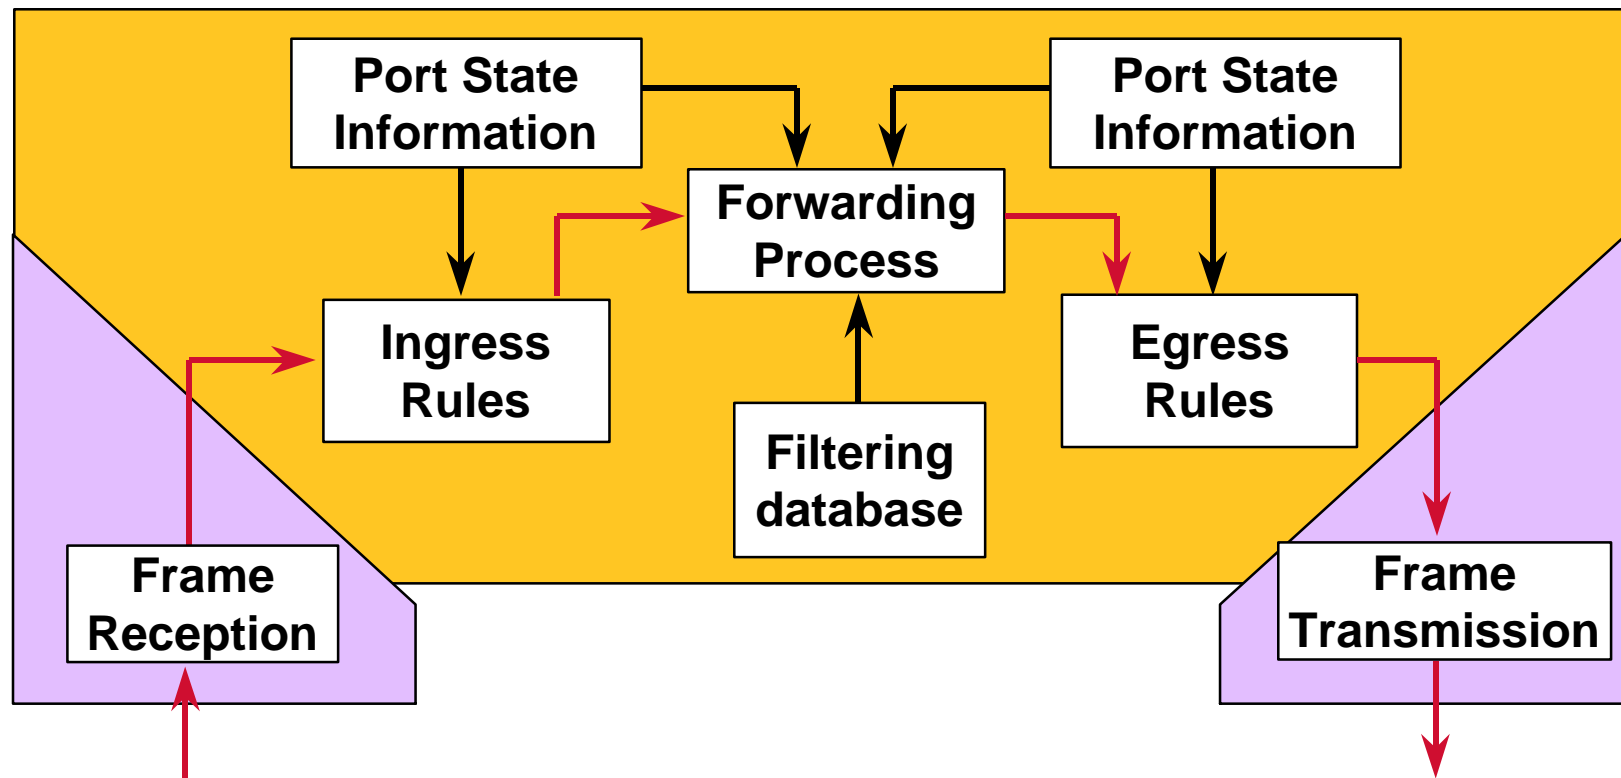 Port State
Information
Port State
Information
Forwarding
Process
Ingress
Rules
Egress
Rules
Filtering
database
Frame
Reception
Frame
Transmission